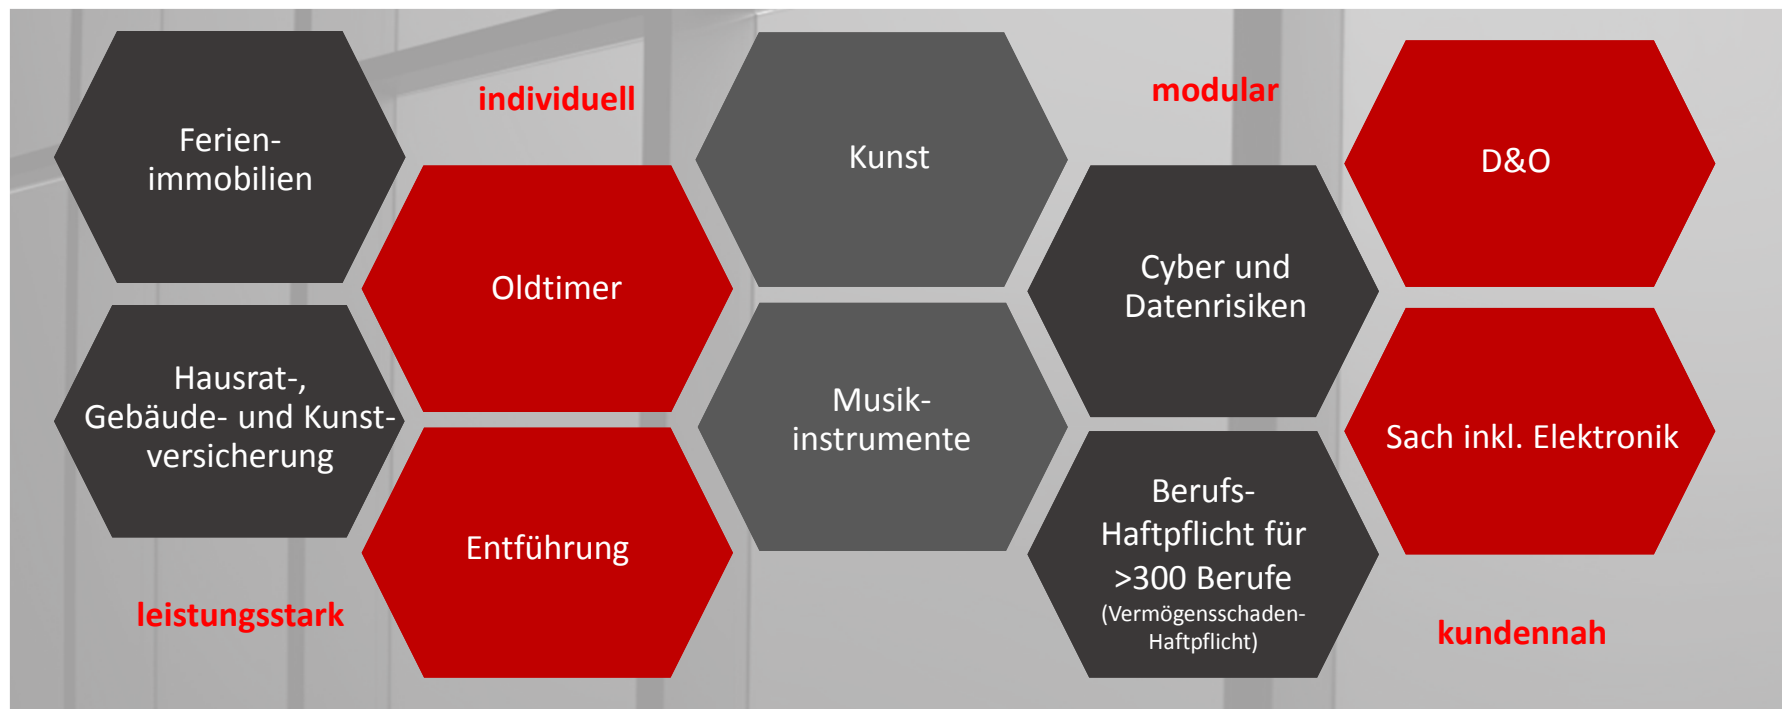 individuell
modular
Ferien-
immobilien
Kunst
D&O
Oldtimer
Cyber und
Datenrisiken
Hausrat-,
Gebäude- und Kunst-
versicherung
Musik-
instrumente
Sach inkl. Elektronik
Entführung
Berufs-
Haftpflicht für
>300 Berufe
(Vermögensschaden-
Haftpflicht)
leistungsstark
kundennah